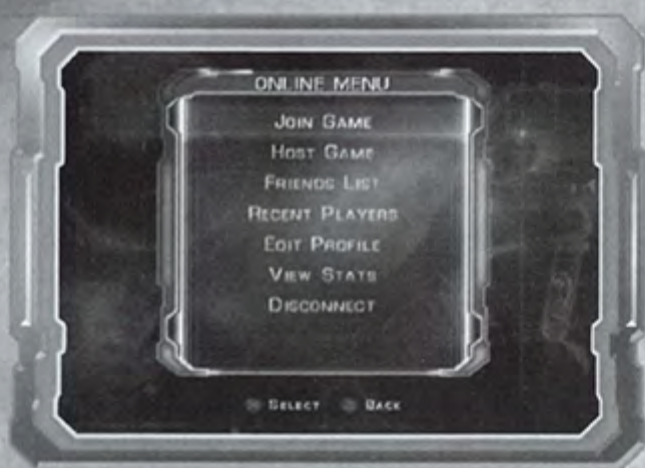 ONLINE MENU
JOIN GAME
HOST GAME
FRIENDS LIST
RECENT PLAYERS
EDIT PROFILE
VIEW STATS
DISCONNECT
SELECT BACK